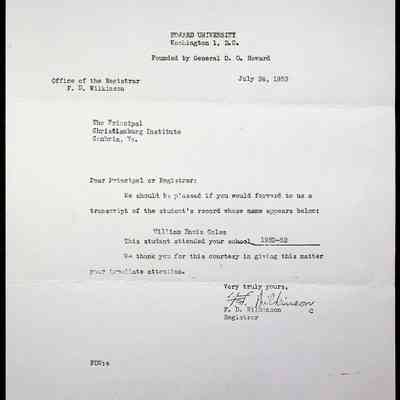 HOWARD UNIVERSITY
Washington 1, D.C.
Founded by General O. O. Howard
Office of the Registrar
F. D. Wilkinson
July 24, 1953
The Principal
Christiansburg Institute
Cambria, Va.
Dear Principal or Registrar:
We should be pleased if you would forward to us a
transcript of the student's record whose name appears below:
William Coles
This student attended your school 1950-52
We thank you for this courtesy in giving this matter
your immediate attention.
Very truly yours,
F.D. Wilkinson
F. D. Wilkinson
C
Registrar